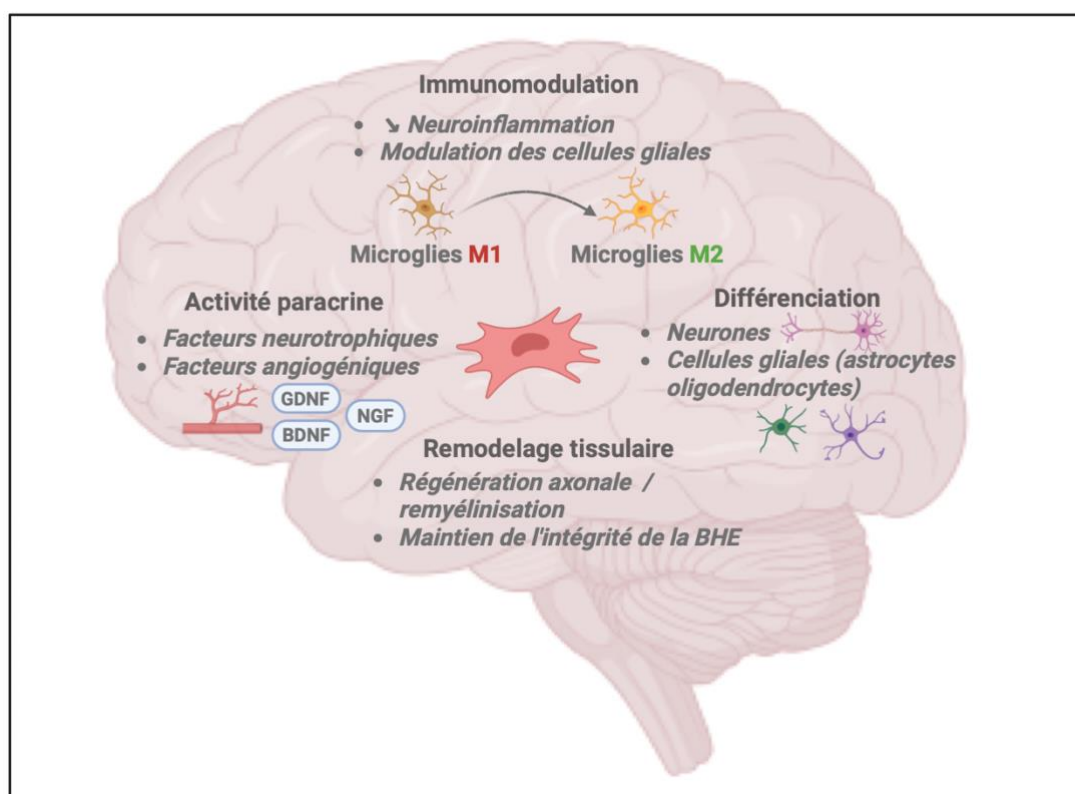 Immunomodulation
• ↘ Neuroinflammation
• Modulation des cellules gliales
Microglies M1
Microglies M2
Activité paracrine
• Facteurs neurotrophiques
• Facteurs angiogéniques
GDNF
NGF
BDNF
Différenciation
• Neurones
• Cellules gliales (astrocytes
oligodendrocytes)
Remodelage tissulaire
• Régénération axonale /
remyélinisation
• Maintien de l'intégrité de la BHE